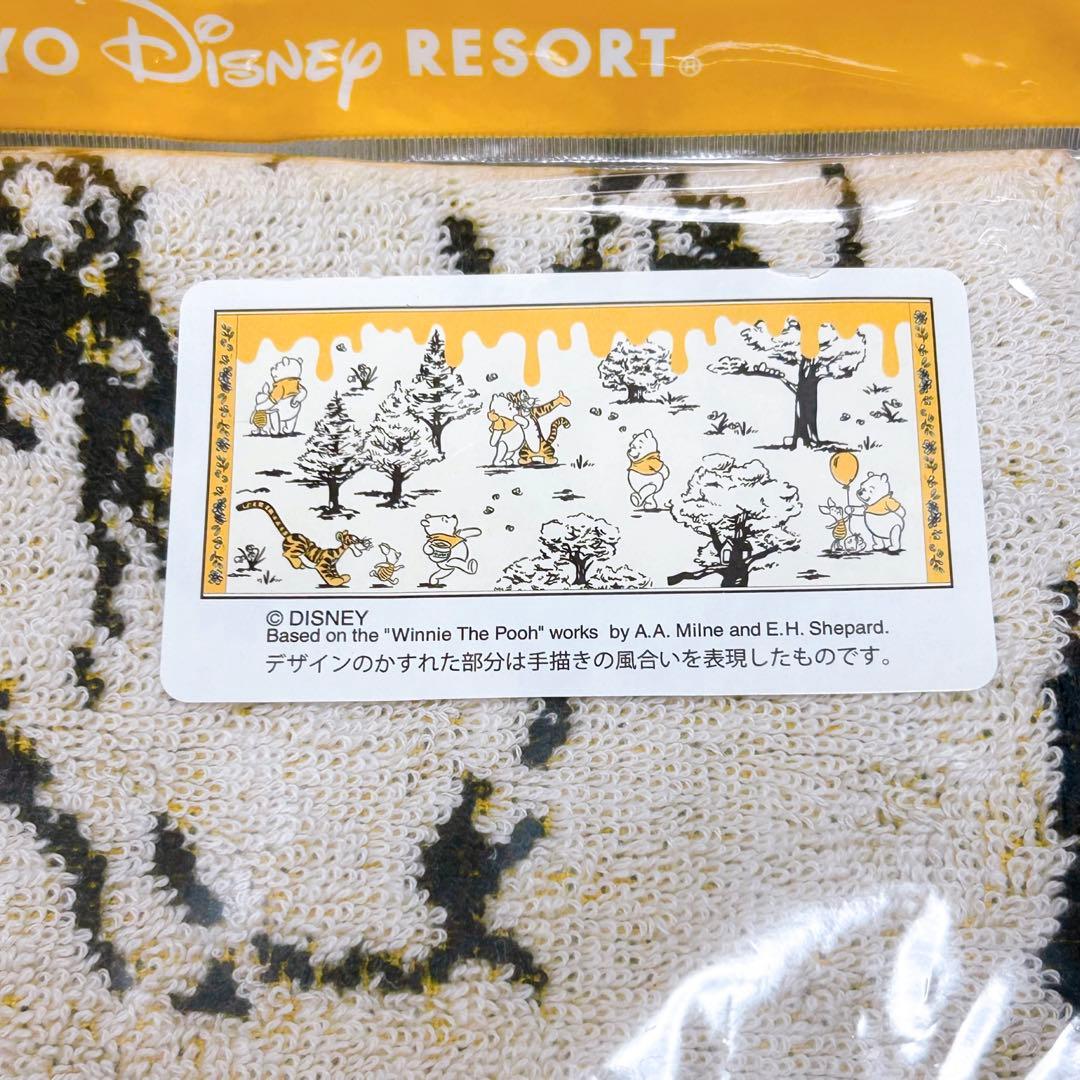 YO Disney RESORT®
© DISNEY
Based on the "Winnie The Pooh" works by A.A. Milne and E.H. Shepard.
デザインのかすれた部分は手描きの風合いを表現したものです。